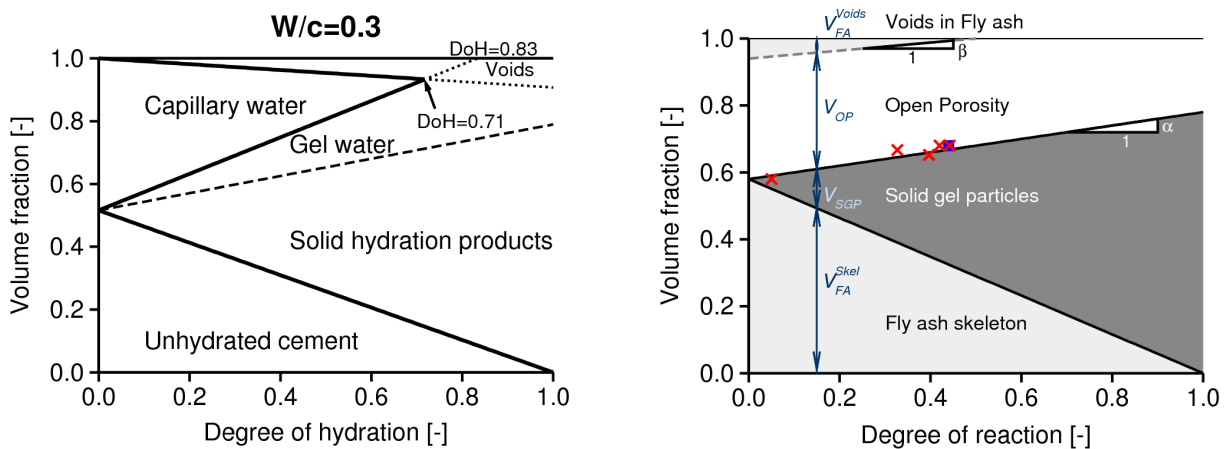 W/c=0.3
DoH=0.83
Voids
Capillary water
DoH=0.71
Gel water
Solid hydration products
Unhydrated cement
Volume fraction [-]
1.0
0.8
0.6
0.4
0.2
0.0
0.0 0.2 0.4 0.6 0.8 1.0
Degree of hydration [-]
V_FA^Voids
Voids in Fly ash
1
β
V_OP
Open Porosity
1
α
V_SGP
Solid gel particles
V_FA^Skel
Fly ash skeleton
Volume fraction [-]
1.0
0.8
0.6
0.4
0.2
0.0
0.0 0.2 0.4 0.6 0.8 1.0
Degree of reaction [-]